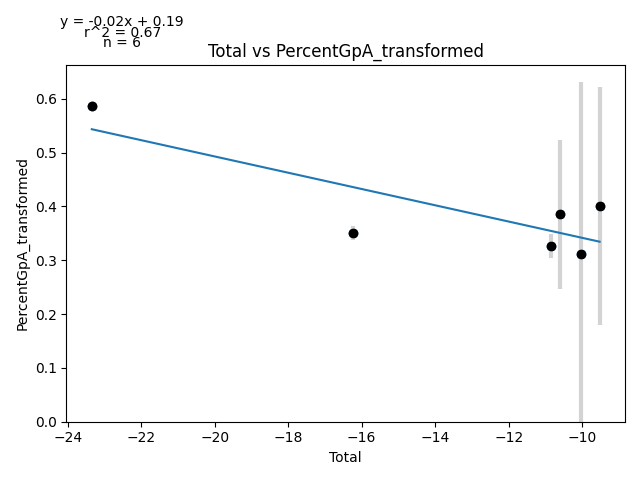 y = -0.02x + 0.19
r^2 = 0.67
n = 6
Total vs PercentGpA_transformed
PercentGpA_transformed
0.6
0.5
0.4
0.3
0.2
0.1
0.0
−24 −22 −20 −18 −16 −14 −12 −10
Total